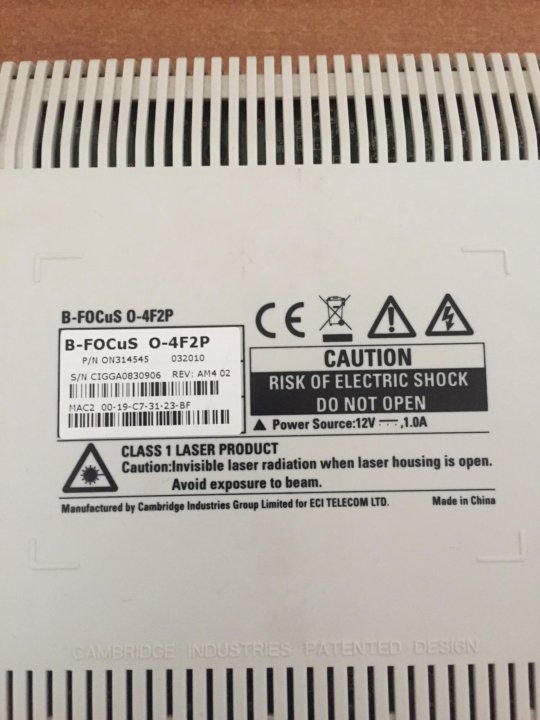 B-FOCuS O-4F2P
B-FOCuS O-4F2P
P/N ON314545 032010
S/N CIGGA0830906 REV: AM4 02
MAC2 00-19-C7-31-23-BF
CE
CAUTION
RISK OF ELECTRIC SHOCK
DO NOT OPEN
Power Source:12V ⎓,1.0A
CLASS 1 LASER PRODUCT
Caution:Invisible laser radiation when laser housing is open.
Avoid exposure to beam.
Manufactured by Cambridge Industries Group Limited for ECI TELECOM LTD. Made in China
CAMBRIDGE INDUSTRIES PATENTED DESIGN